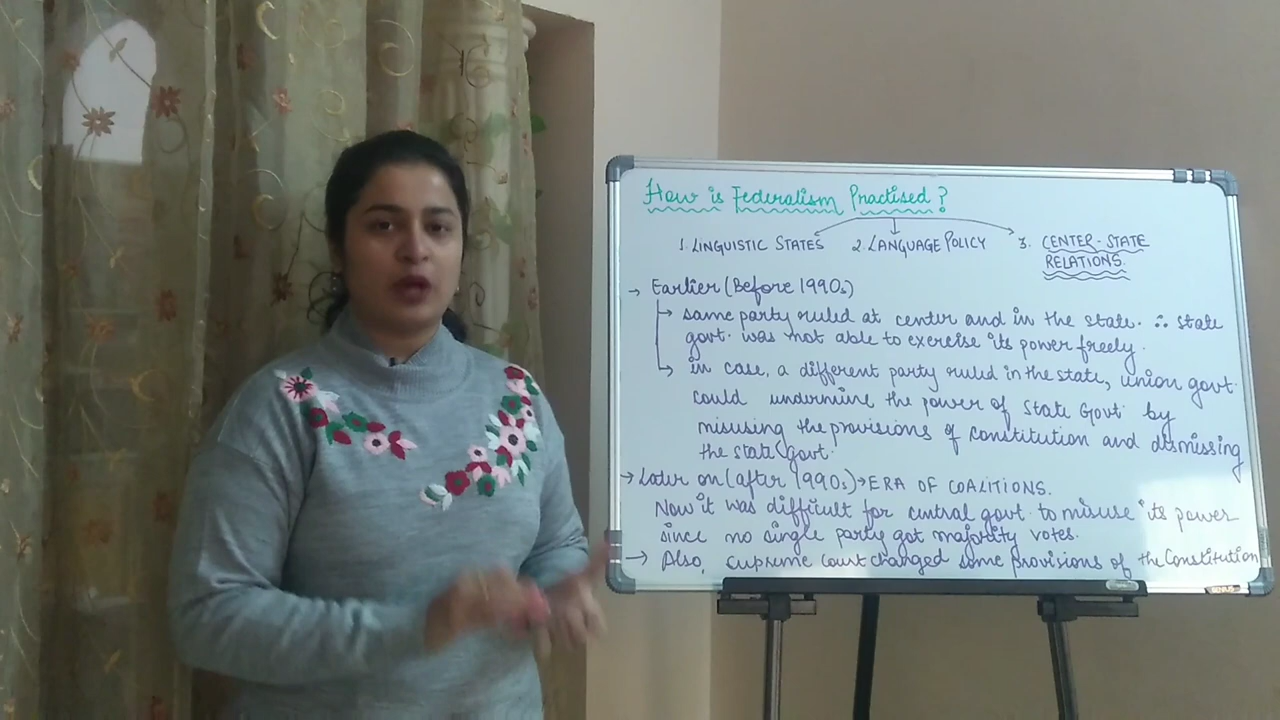 How is Federalism Practised?
1. LINGUISTIC STATES 2. LANGUAGE POLICY 3. CENTER-STATE
RELATIONS
→ Earlier (Before 1990s)
→ same party ruled at center and in the state. ∴ state
govt. was not able to exercise its power freely.
→ in case, a different party ruled in the state, union govt.
could undermine the power of State Govt by
misusing the provisions of constitution and dismissing
the state govt.
→ Later on (after 1990s) → ERA OF COALITIONS.
Now it was difficult for central govt. to misuse its power
since no single party got majority votes.
→ Also, supreme court changed some provisions of the Constitution